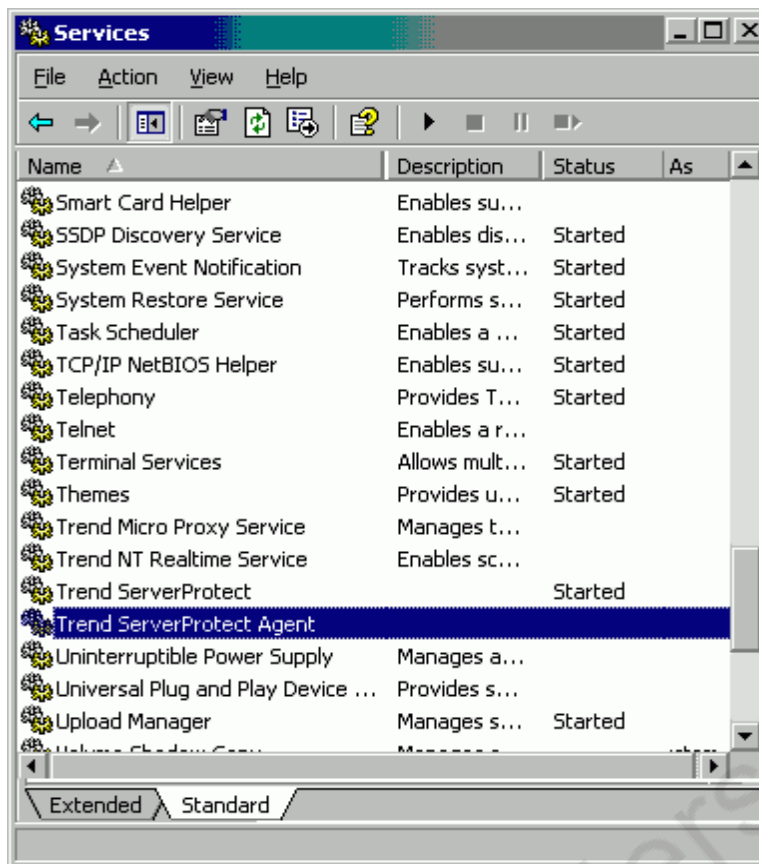 Services
File Action View Help
Name Description Status As
Smart Card Helper Enables su...
SSDP Discovery Service Enables dis... Started
System Event Notification Tracks syst... Started
System Restore Service Performs s... Started
Task Scheduler Enables a ... Started
TCP/IP NetBIOS Helper Enables su... Started
Telephony Provides T... Started
Telnet Enables a r...
Terminal Services Allows mult... Started
Themes Provides u... Started
Trend Micro Proxy Service Manages t...
Trend NT Realtime Service Enables sc...
Trend ServerProtect Started
Trend ServerProtect Agent
Uninterruptible Power Supply Manages a...
Universal Plug and Play Device ... Provides s...
Upload Manager Manages s... Started
Volume Shadow Copy
Extended Standard